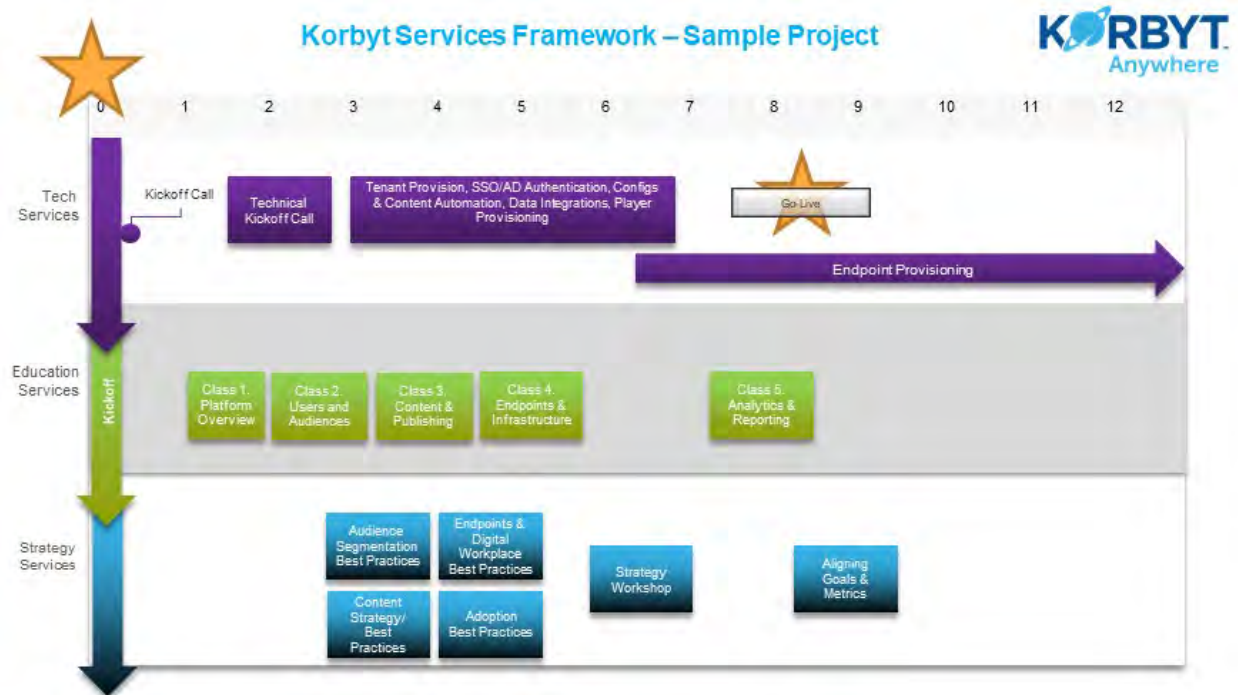 Korbyt Services Framework – Sample Project
KORBYT
Anywhere
0 1 2 3 4 5 6 7 8 9 10 11 12
Tech
Services
Kickoff Call
Technical
Kickoff Call
Tenant Provision, SSO/AD Authentication, Configs
& Content Automation, Data Integrations, Player
Provisioning
Go-Live
Endpoint Provisioning
Education
Services
Kickoff
Class 1.
Platform
Overview
Class 2.
Users and
Audiences
Class 3.
Content &
Publishing
Class 4.
Endpoints &
Infrastructure
Class 5.
Analytics &
Reporting
Strategy
Services
Audience
Segmentation
Best Practices
Endpoints &
Digital
Workplace
Best Practices
Content
Strategy/
Best
Practices
Adoption
Best Practices
Strategy
Workshop
Aligning
Goals &
Metrics